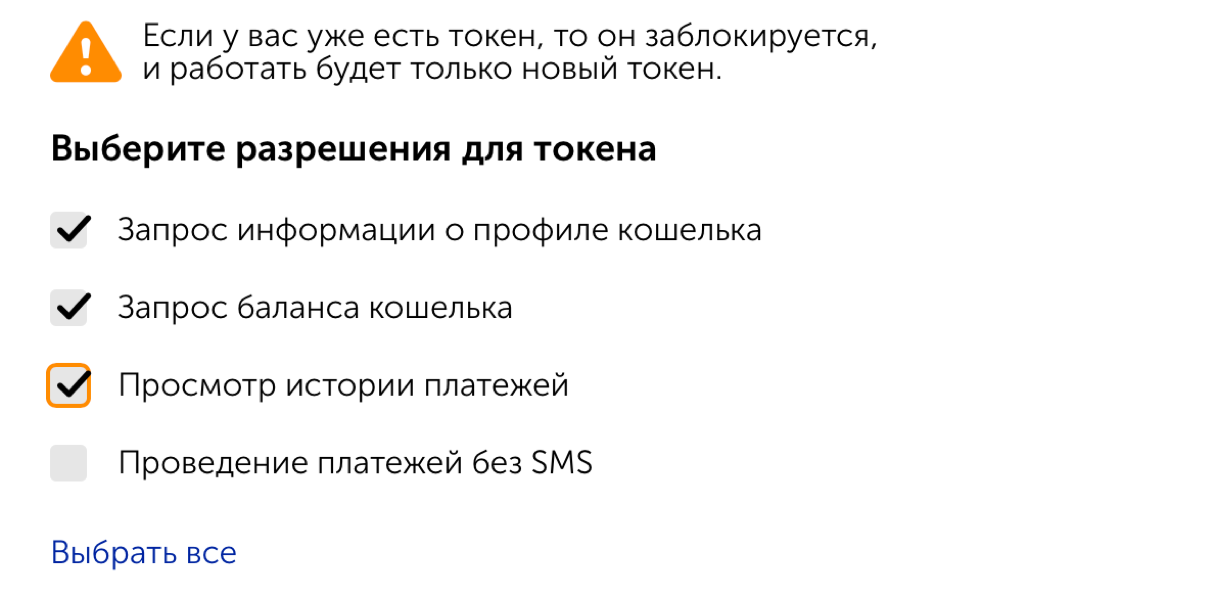 Если у вас уже есть токен, то он заблокируется,
и работать будет только новый токен.
Выберите разрешения для токена
Запрос информации о профиле кошелька
Запрос баланса кошелька
Просмотр истории платежей
Проведение платежей без SMS
Выбрать все